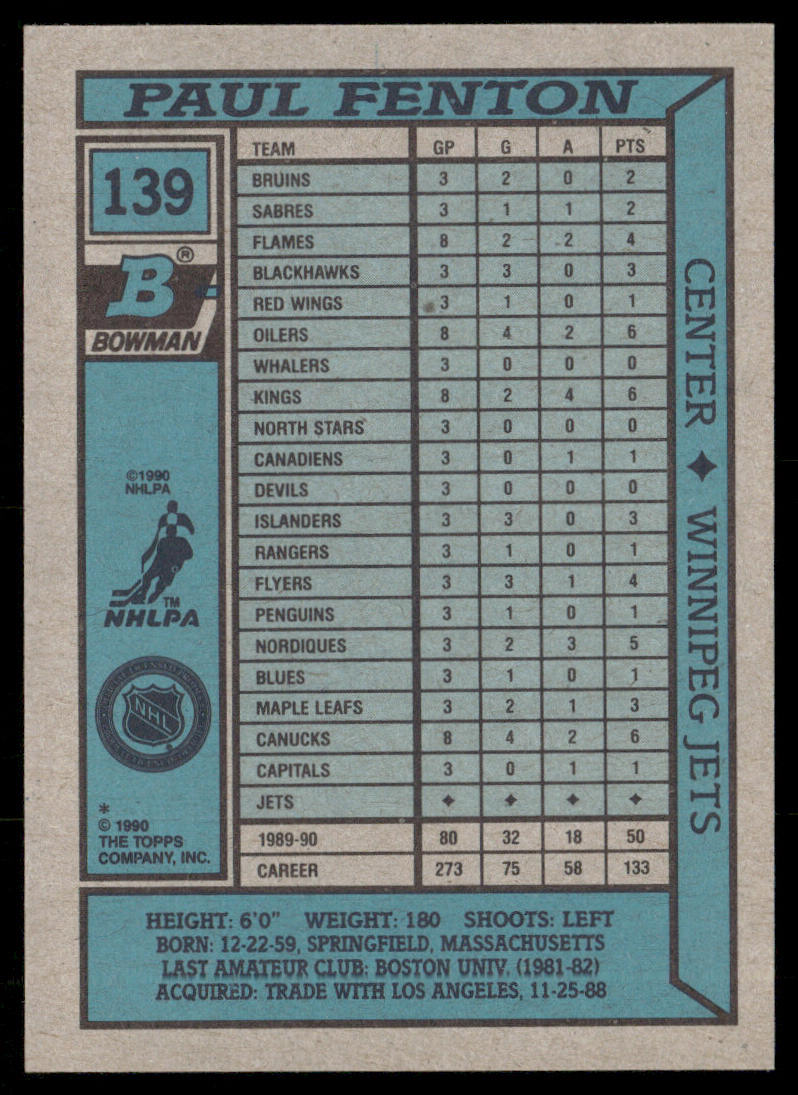 PAUL FENTON
139
B®
BOWMAN
TEAM GP G A PTS
BRUINS 3 2 0 2
SABRES 3 1 1 2
FLAMES 8 2 2 4
BLACKHAWKS 3 3 0 3
RED WINGS 3 1 0 1
OILERS 8 4 2 6
WHALERS 3 0 0 0
KINGS 8 2 4 6
NORTH STARS 3 0 0 0
CANADIENS 3 0 1 1
DEVILS 3 0 0 0
ISLANDERS 3 3 0 3
RANGERS 3 1 0 1
FLYERS 3 3 1 4
PENGUINS 3 1 0 1
NORDIQUES 3 2 3 5
BLUES 3 1 0 1
MAPLE LEAFS 3 2 1 3
CANUCKS 8 4 2 6
CAPITALS 3 0 1 1
JETS ✦ ✦ ✦ ✦
1989-90 80 32 18 50
CAREER 273 75 58 133
©1990
NHLPA
TM
NHLPA
NHL
*
© 1990
THE TOPPS
COMPANY, INC.
CENTER ✦ WINNIPEG JETS
HEIGHT: 6'0" WEIGHT: 180 SHOOTS: LEFT
BORN: 12-22-59, SPRINGFIELD, MASSACHUSETTS
LAST AMATEUR CLUB: BOSTON UNIV. (1981-82)
ACQUIRED: TRADE WITH LOS ANGELES, 11-25-88